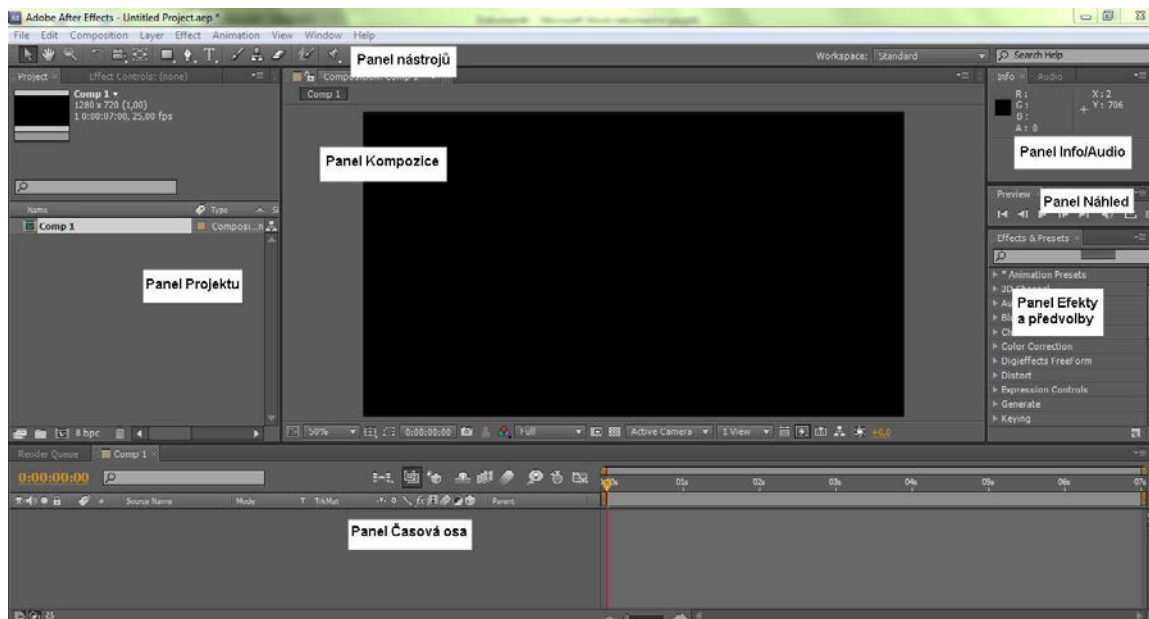 Adobe After Effects - Untitled Project.aep *
File Edit Composition Layer Effect Animation View Window Help
Panel nástrojů
Workspace: Standard
Search Help
Project
Effect Controls: (none)
Comp 1
1280 x 720 (1,00)
1 0:00:07:00, 25,00 fps
Comp 1
Panel Kompozice
Info Audio
R: X: 2
G: Y: 706
B:
A: 0
Panel Info/Audio
Preview
Panel Náhled
Name Type
Comp 1 Composi...n
Panel Projektu
Effects & Presets
* Animation Presets
Panel Efekty
a předvolby
Color Correction
Digieffects FreeForm
Distort
Expression Controls
Generate
Keying
8 bpc
50% 0:00:00:00 Full Active Camera 1 View +0,0
Render Queue Comp 1
0:00:00:00
01s 02s 03s 04s 05s 06s 07s
# Source Name Mode T TrkMat Parent
Panel Časová osa